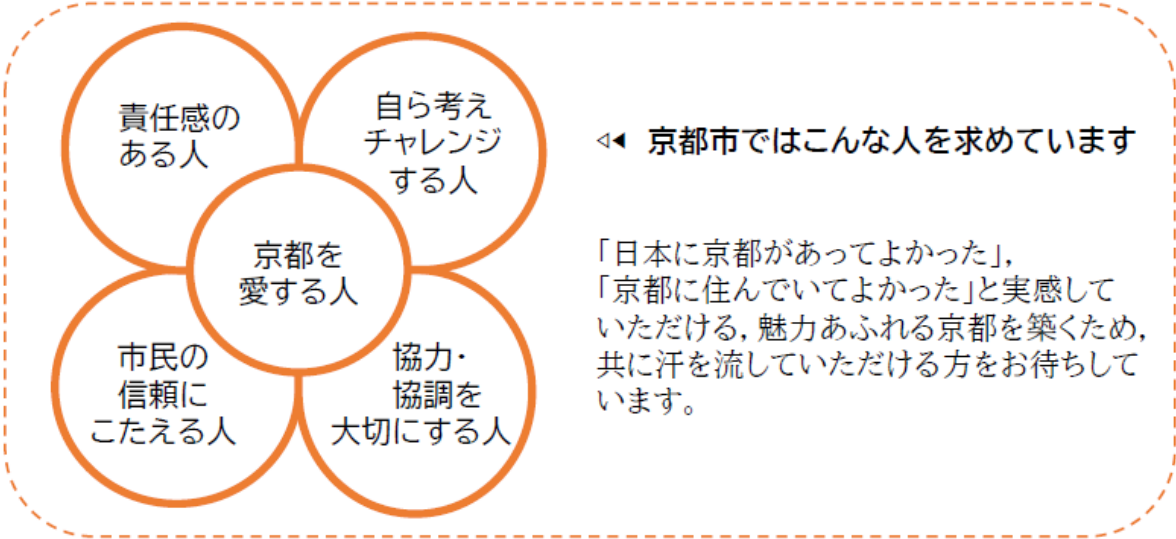 責任感の
ある人
自ら考え
チャレンジ
する人
京都を
愛する人
市民の
信頼に
こたえる人
協力・
協調を
大切にする人
◁◀ 京都市ではこんな人を求めています
「日本に京都があってよかった」,
「京都に住んでいてよかった」と実感して
いただける, 魅力あふれる京都を築くため,
共に汗を流していただける方をお待ちして
います。